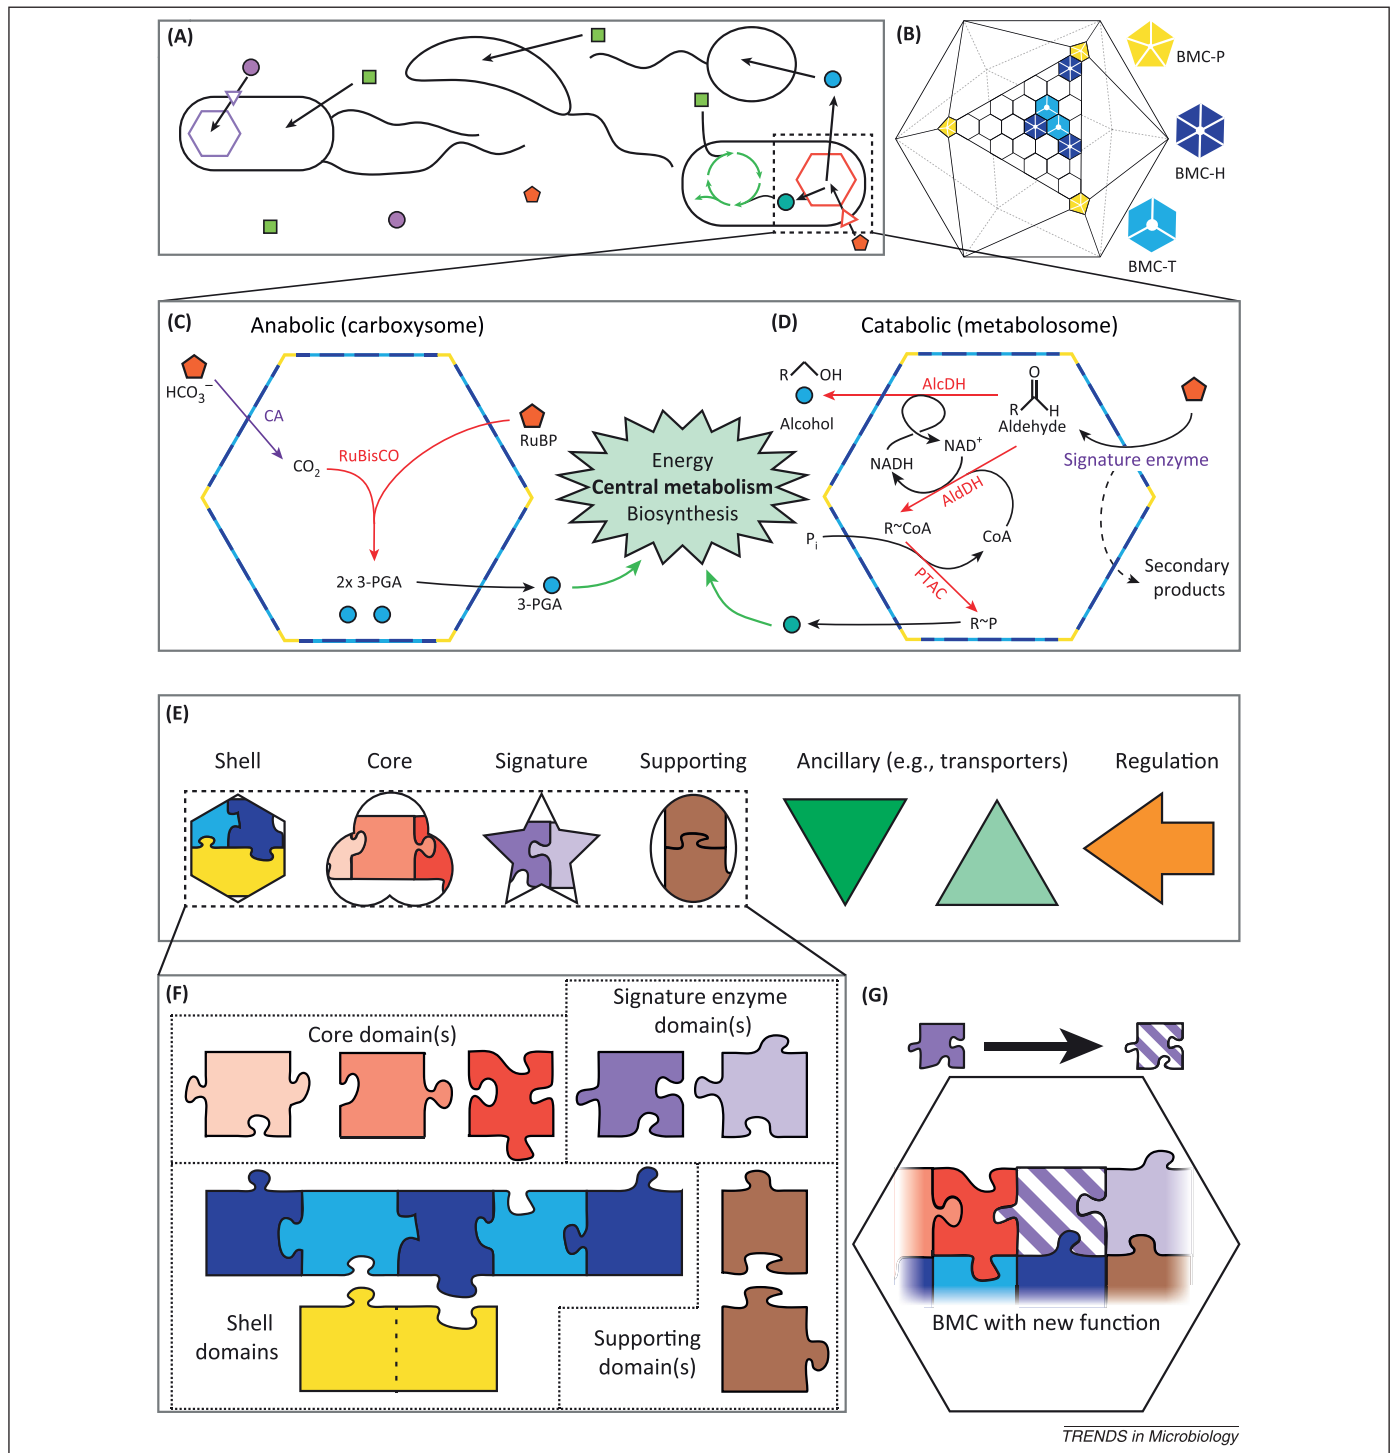 (A)
(B)
BMC-P
BMC-H
BMC-T
(C)
Anabolic (carboxysome)
HCO3−
CA
CO2
RuBisCO
RuBP
2x 3-PGA
3-PGA
Energy
Central metabolism
Biosynthesis
(D)
Catabolic (metabolosome)
R
OH
Alcohol
AlcDH
O
R
H
Aldehyde
NADH
NAD+
Signature enzyme
AldDH
R~CoA
CoA
Pi
PTAC
R~P
Secondary
products
(E)
Shell
Core
Signature
Supporting
Ancillary (e.g., transporters)
Regulation
(F)
Core domain(s)
Signature enzyme
domain(s)
Shell
domains
Supporting
domain(s)
(G)
BMC with new function
TRENDS in Microbiology